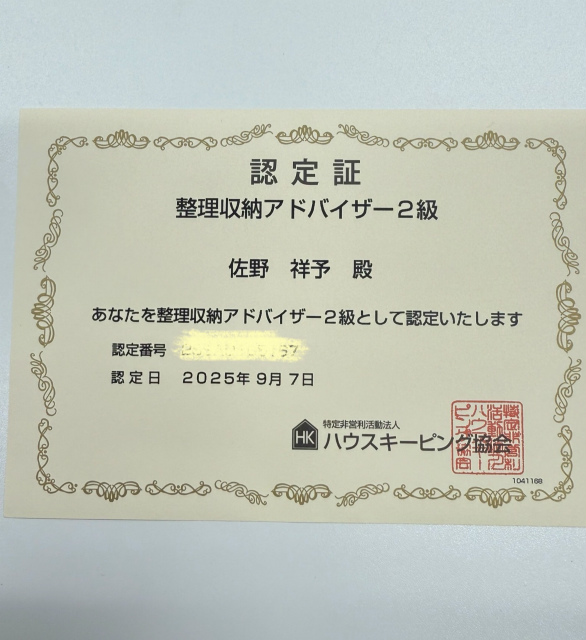 認定証
整理収納アドバイザー2級
佐野 祥予 殿
あなたを整理収納アドバイザー2級として認定いたします
認定番号
認定日 2025年9月7日
HK 特定非営利活動法人
ハウスキーピング協会
1041168